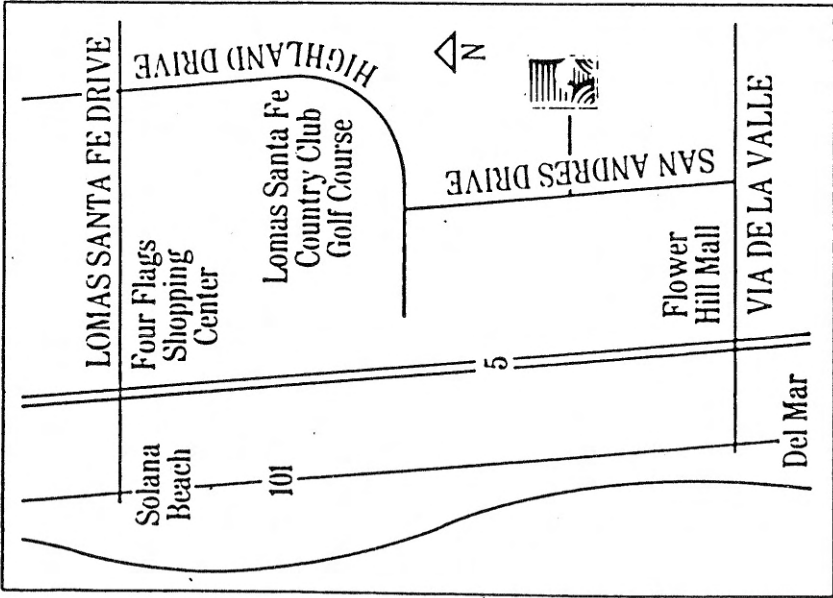 LOMAS SANTA FE DRIVE
HIGHLAND DRIVE
N
Four Flags
Shopping
Center
Lomas Santa Fe
Country Club
Golf Course
SAN ANDRES DRIVE
Flower
Hill Mall
VIA DE LA VALLE
5
Solana
Beach
101
Del Mar